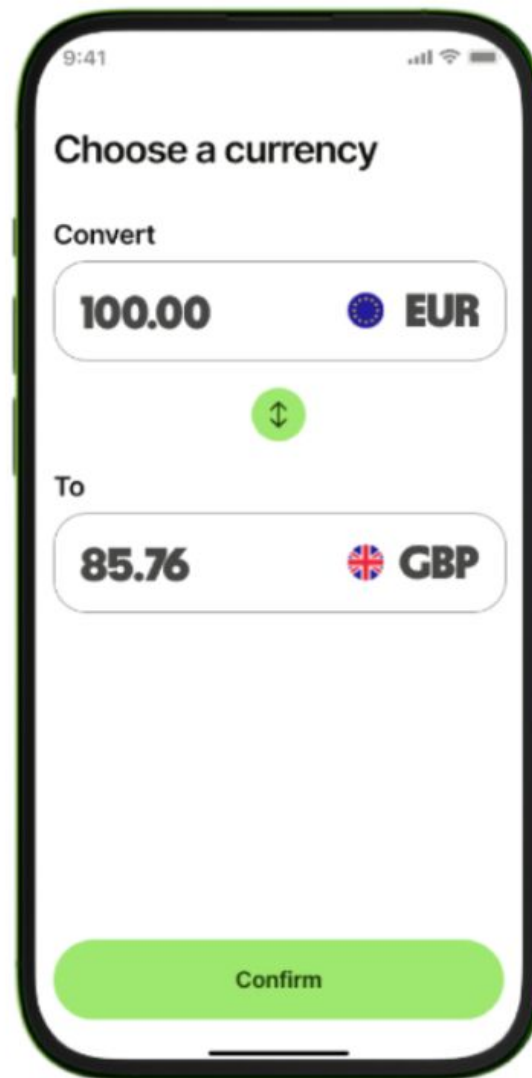 9:41
Choose a currency
Convert
100.00 EUR
To
85.76 GBP
Confirm